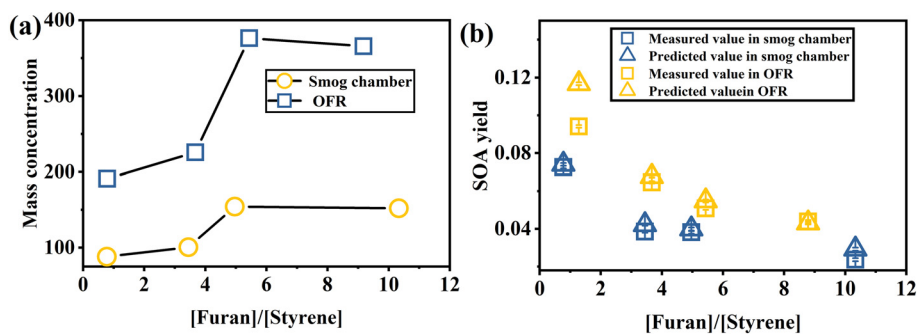 (a)
400
300
200
100
Mass concentration
Smog chamber
OFR
0 2 4 6 8 10 12
[Furan]/[Styrene]
(b)
0.12
0.08
0.04
SOA yield
Measured value in smog chamber
Predicted value in smog chamber
Measured value in OFR
Predicted valuein OFR
0 2 4 6 8 10 12
[Furan]/[Styrene]